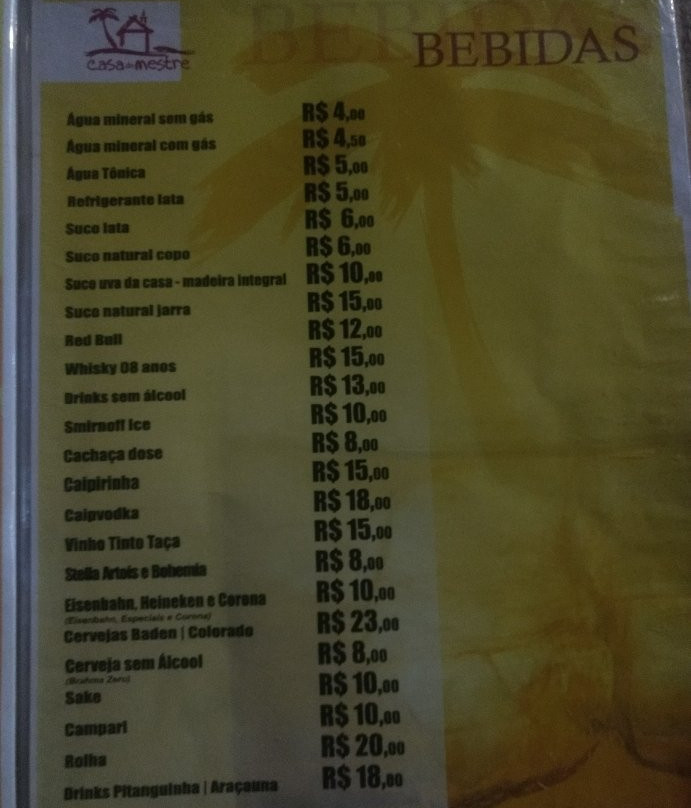 casa do mestre
BEBIDAS
Água mineral sem gás R$ 4,00
Água mineral com gás R$ 4,50
Água Tônica R$ 5,00
Refrigerante lata R$ 5,00
Suco lata R$ 6,00
Suco natural copo R$ 6,00
Suco uva da casa - madeira integral R$ 10,00
Suco natural jarra R$ 15,00
Red Bull R$ 12,00
Whisky 08 anos R$ 15,00
Drinks sem álcool R$ 13,00
Smirnoff Ice R$ 10,00
Cachaça dose R$ 8,00
Caipirinha R$ 15,00
Caipvodka R$ 18,00
Vinho Tinto Taça R$ 15,00
Stella Artois e Bohemia R$ 8,00
Eisenbahn, Heineken e Corona R$ 10,00
(Eisenbahn, Especiais e Corona)
Cervejas Baden | Colorado R$ 23,00
Cerveja sem Álcool R$ 8,00
(Brahma Zero)
Sake R$ 10,00
Campari R$ 10,00
Rolha R$ 20,00
Drinks Pitanguinha | Araçauna R$ 18,00